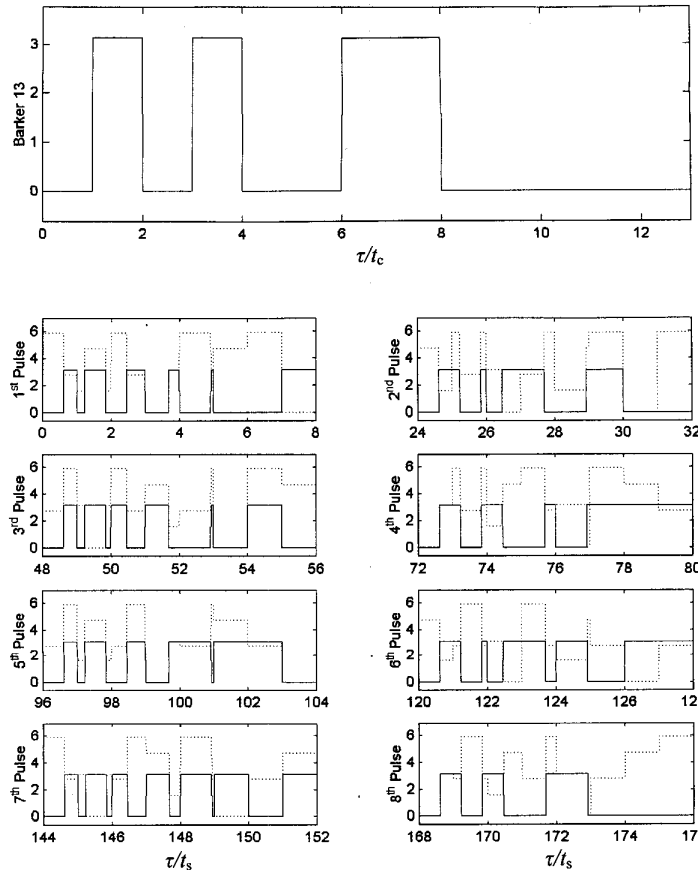 Barker 13
3
2
1
0
0 2 4 6 8 10 12
τ/tc
1st Pulse
6
4
2
0
0 2 4 6 8
2nd Pulse
6
4
2
0
24 26 28 30 32
3rd Pulse
6
4
2
0
48 50 52 54 56
4th Pulse
6
4
2
0
72 74 76 78 80
5th Pulse
6
4
2
0
96 98 100 102 104
6th Pulse
6
4
2
0
120 122 124 126 128
7th Pulse
6
4
2
0
144 146 148 150 152
8th Pulse
6
4
2
0
168 170 172 174 176
τ/ts
τ/ts